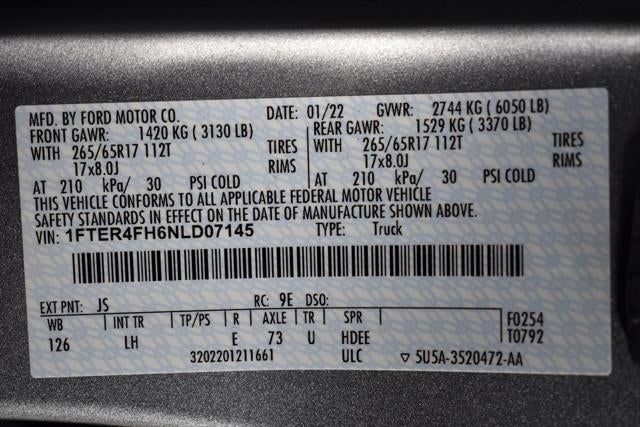 MFD. BY FORD MOTOR CO. DATE: 01/22 GVWR: 2744 KG ( 6050 LB)
FRONT GAWR: 1420 KG ( 3130 LB) REAR GAWR: 1529 KG ( 3370 LB)
WITH 265/65R17 112T TIRES WITH 265/65R17 112T TIRES
17x8.0J RIMS 17x8.0J RIMS
AT 210 kPa/ 30 PSI COLD AT 210 kPa/ 30 PSI COLD
THIS VEHICLE CONFORMS TO ALL APPLICABLE FEDERAL MOTOR VEHICLE
SAFETY STANDARDS IN EFFECT ON THE DATE OF MANUFACTURE SHOWN ABOVE.
VIN: 1FTER4FH6NLD07145 TYPE: Truck
EXT PNT: JS RC: 9E DSO:
WB INT TR TP/PS R AXLE TR SPR F0254
126 LH E 73 U HDEE T0792
3202201211661 ULC ▽ 5U5A-3520472-AA